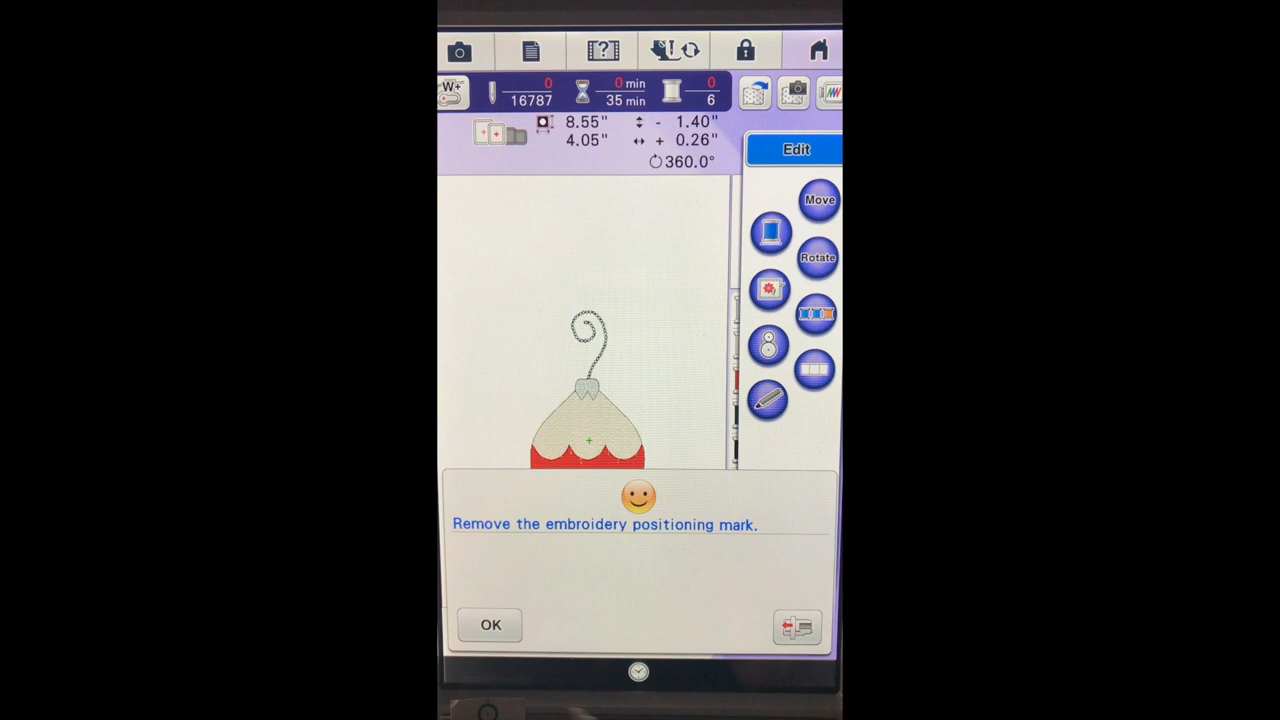 W+
0
16787
0 min
35 min
0
6
8.55"
4.05"
- 1.40"
+ 0.26"
360.0°
Edit
Move
Rotate
Remove the embroidery positioning mark.
OK